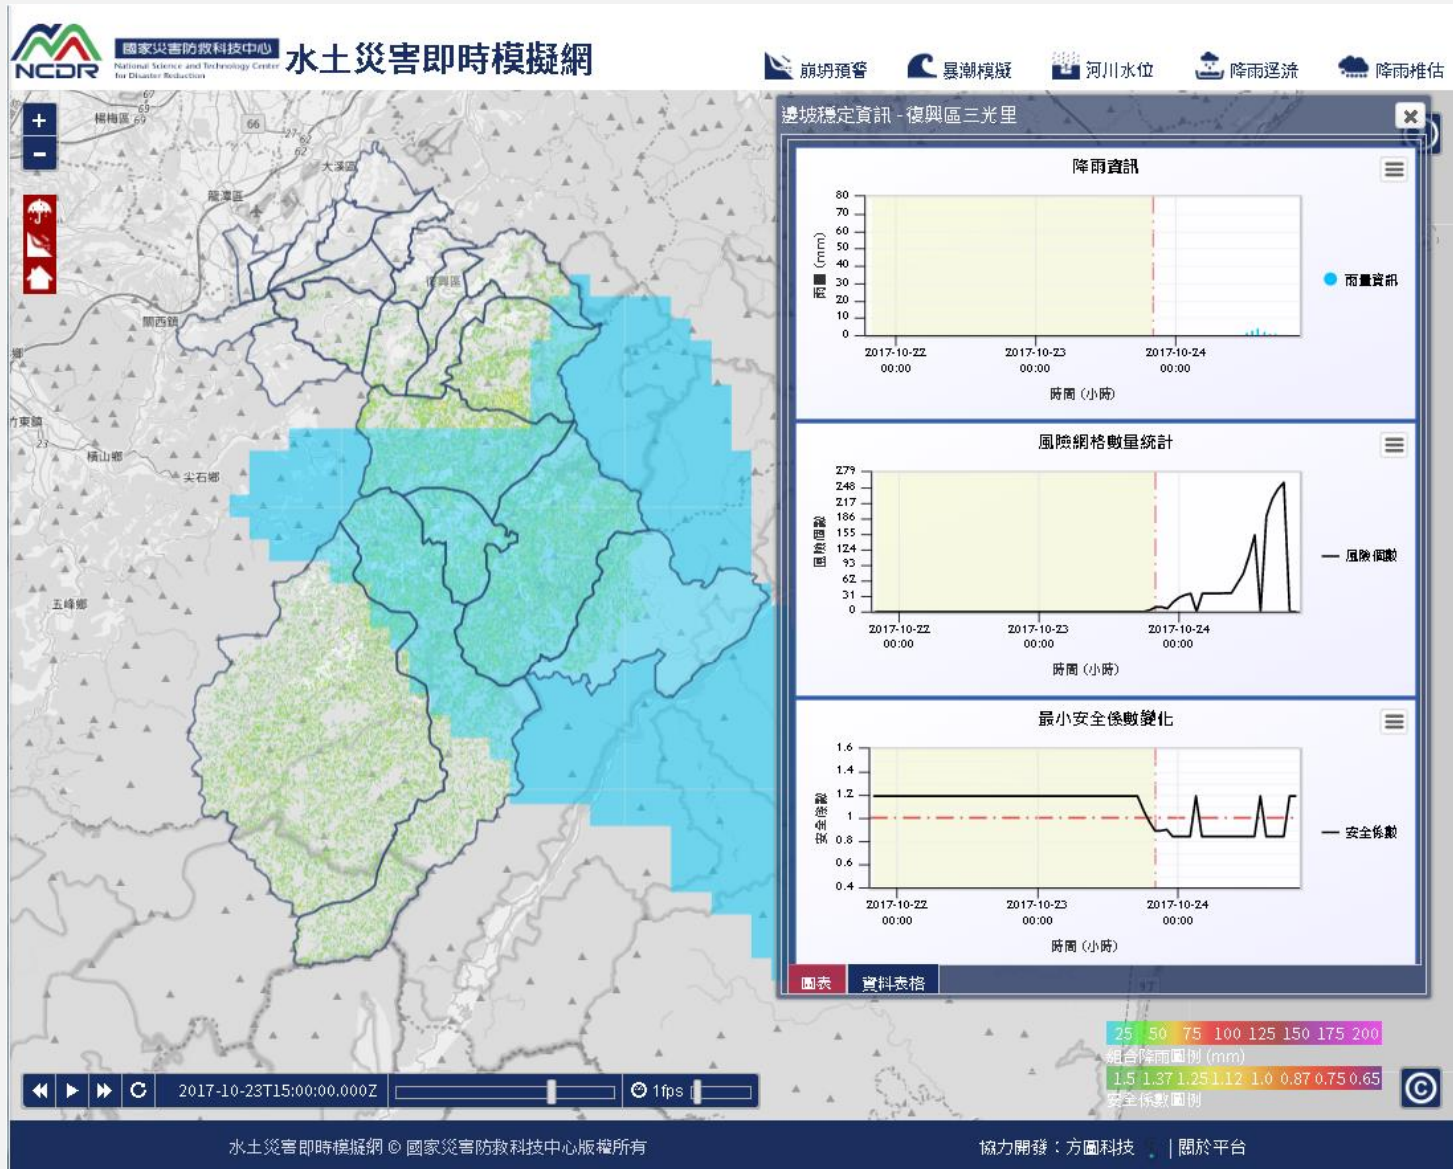 NCDR
國家災害防救科技中心
National Science and Technology Center
for Disaster Reduction
水土災害即時模擬網
崩坍預警
暴潮模擬
河川水位
降雨逕流
降雨推估
+
−
楊梅區
69
67
69
66
62
62
大溪區
龍潭區
復興區
關西鎮
竹東鎮
23
橫山鄉
尖石鄉
五峰鄉
邊坡穩定資訊 - 復興區三光里
降雨資訊
雨量 (mm)
80
70
60
50
40
30
20
10
0
2017-10-22
00:00
2017-10-23
00:00
2017-10-24
00:00
時間 (小時)
雨量資訊
風險網格數量統計
風險個數
279
248
217
186
155
124
93
62
31
0
2017-10-22
00:00
2017-10-23
00:00
2017-10-24
00:00
時間 (小時)
風險個數
最小安全係數變化
安全係數
1.6
1.4
1.2
1
0.8
0.6
0.4
2017-10-22
00:00
2017-10-23
00:00
2017-10-24
00:00
時間 (小時)
安全係數
圖表
資料表格
25 50 75 100 125 150 175 200
組合降雨圖例 (mm)
1.5 1.37 1.25 1.12 1.0 0.87 0.75 0.65
安全係數圖例
2017-10-23T15:00:00.000Z
1fps
©
水土災害即時模擬網 © 國家災害防救科技中心版權所有
協力開發：方圖科技 | 關於平台